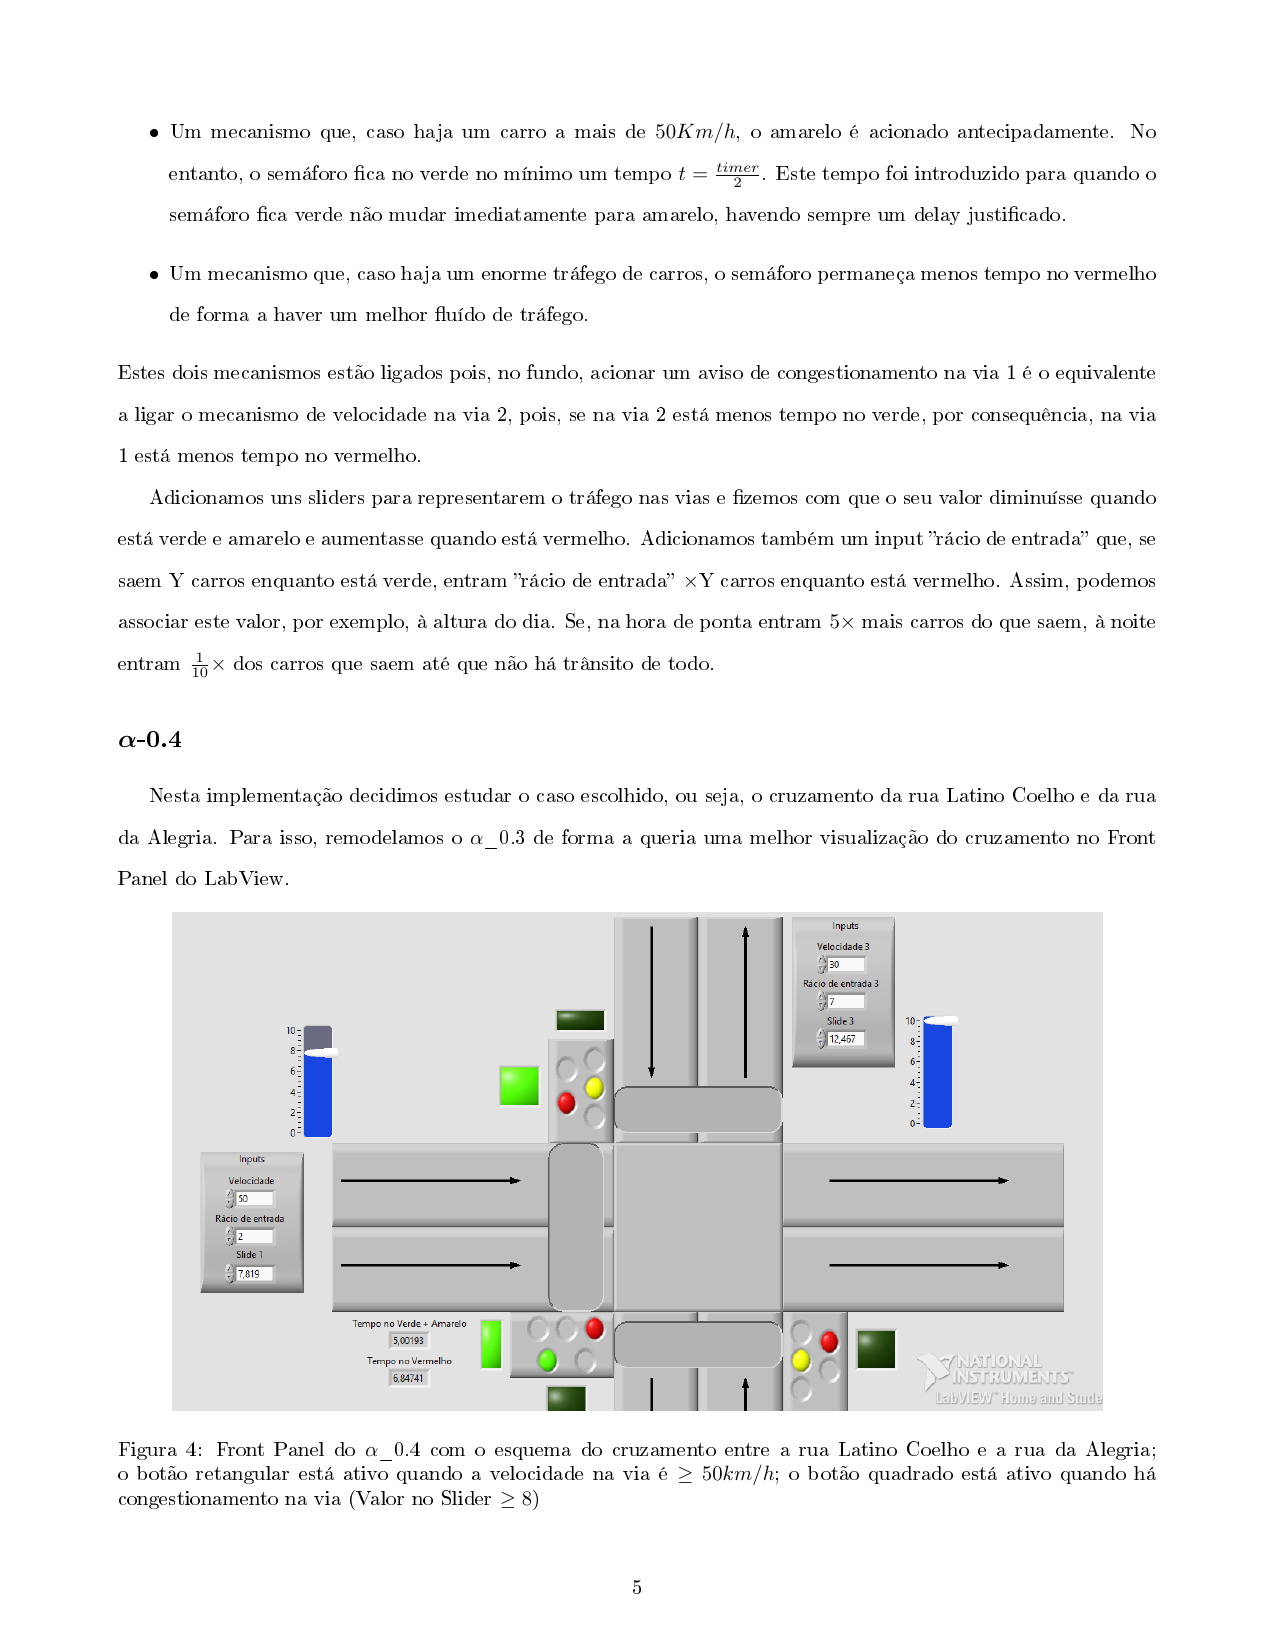 • Um mecanismo que, caso haja um carro a mais de 50Km/h, o amarelo é acionado antecipadamente. No
entanto, o semáforo fica no verde no mínimo um tempo t = timer/2. Este tempo foi introduzido para quando o
semáforo fica verde não mudar imediatamente para amarelo, havendo sempre um delay justificado.
• Um mecanismo que, caso haja um enorme tráfego de carros, o semáforo permaneça menos tempo no vermelho
de forma a haver um melhor fluído de tráfego.
Estes dois mecanismos estão ligados pois, no fundo, acionar um aviso de congestionamento na via 1 é o equivalente
a ligar o mecanismo de velocidade na via 2, pois, se na via 2 está menos tempo no verde, por consequência, na via
1 está menos tempo no vermelho.
Adicionamos uns sliders para representarem o tráfego nas vias e fizemos com que o seu valor diminuísse quando
está verde e amarelo e aumentasse quando está vermelho. Adicionamos também um input ”rácio de entrada” que, se
saem Y carros enquanto está verde, entram ”rácio de entrada” ×Y carros enquanto está vermelho. Assim, podemos
associar este valor, por exemplo, à altura do dia. Se, na hora de ponta entram 5× mais carros do que saem, à noite
entram 1/10× dos carros que saem até que não há trânsito de todo.
α-0.4
Nesta implementação decidimos estudar o caso escolhido, ou seja, o cruzamento da rua Latino Coelho e da rua
da Alegria. Para isso, remodelamos o α_0.3 de forma a queria uma melhor visualização do cruzamento no Front
Panel do LabView.
Inputs
Velocidade 3
30
Rácio de entrada 3
7
Slide 3
12,467
10
8
6
4
2
0
10
8
6
4
2
0
Inputs
Velocidade
50
Rácio de entrada
2
Slide 1
7,819
Tempo no Verde + Amarelo
5,00193
Tempo no Vermelho
6,84741
NATIONAL
INSTRUMENTS™
LabVIEW™ Home and Stude
Figura 4: Front Panel do α_0.4 com o esquema do cruzamento entre a rua Latino Coelho e a rua da Alegria;
o botão retangular está ativo quando a velocidade na via é ≥ 50km/h; o botão quadrado está ativo quando há
congestionamento na via (Valor no Slider ≥ 8)
5